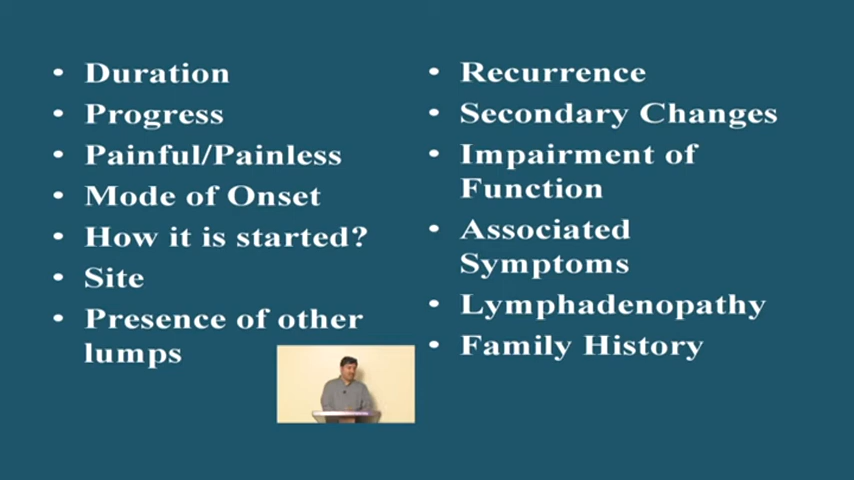 • Duration
• Progress
• Painful/Painless
• Mode of Onset
• How it is started?
• Site
• Presence of other
lumps
• Recurrence
• Secondary Changes
• Impairment of
Function
• Associated
Symptoms
• Lymphadenopathy
• Family History